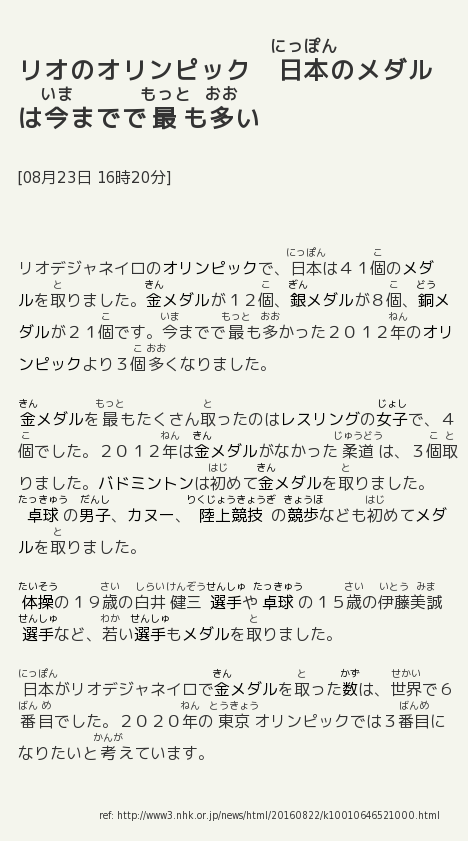 リオのオリンピック　日本のメダル
は今までで最も多い
[08月23日 16時20分]
リオデジャネイロのオリンピックで、日本は４１個のメダ
ルを取りました。金メダルが１２個、銀メダルが８個、銅メ
ダルが２１個です。今までで最も多かった２０１２年のオリ
ンピックより３個多くなりました。
金メダルを最もたくさん取ったのはレスリングの女子で、４
個でした。２０１２年は金メダルがなかった柔道は、３個取
りました。バドミントンは初めて金メダルを取りました。
卓球の男子、カヌー、陸上競技の競歩なども初めてメダ
ルを取りました。
体操の１９歳の白井健三選手や卓球の１５歳の伊藤美誠
選手など、若い選手もメダルを取りました。
日本がリオデジャネイロで金メダルを取った数は、世界で６
番目でした。２０２０年の東京オリンピックでは３番目に
なりたいと考えています。
ref: http://www3.nhk.or.jp/news/html/20160822/k10010646521000.html